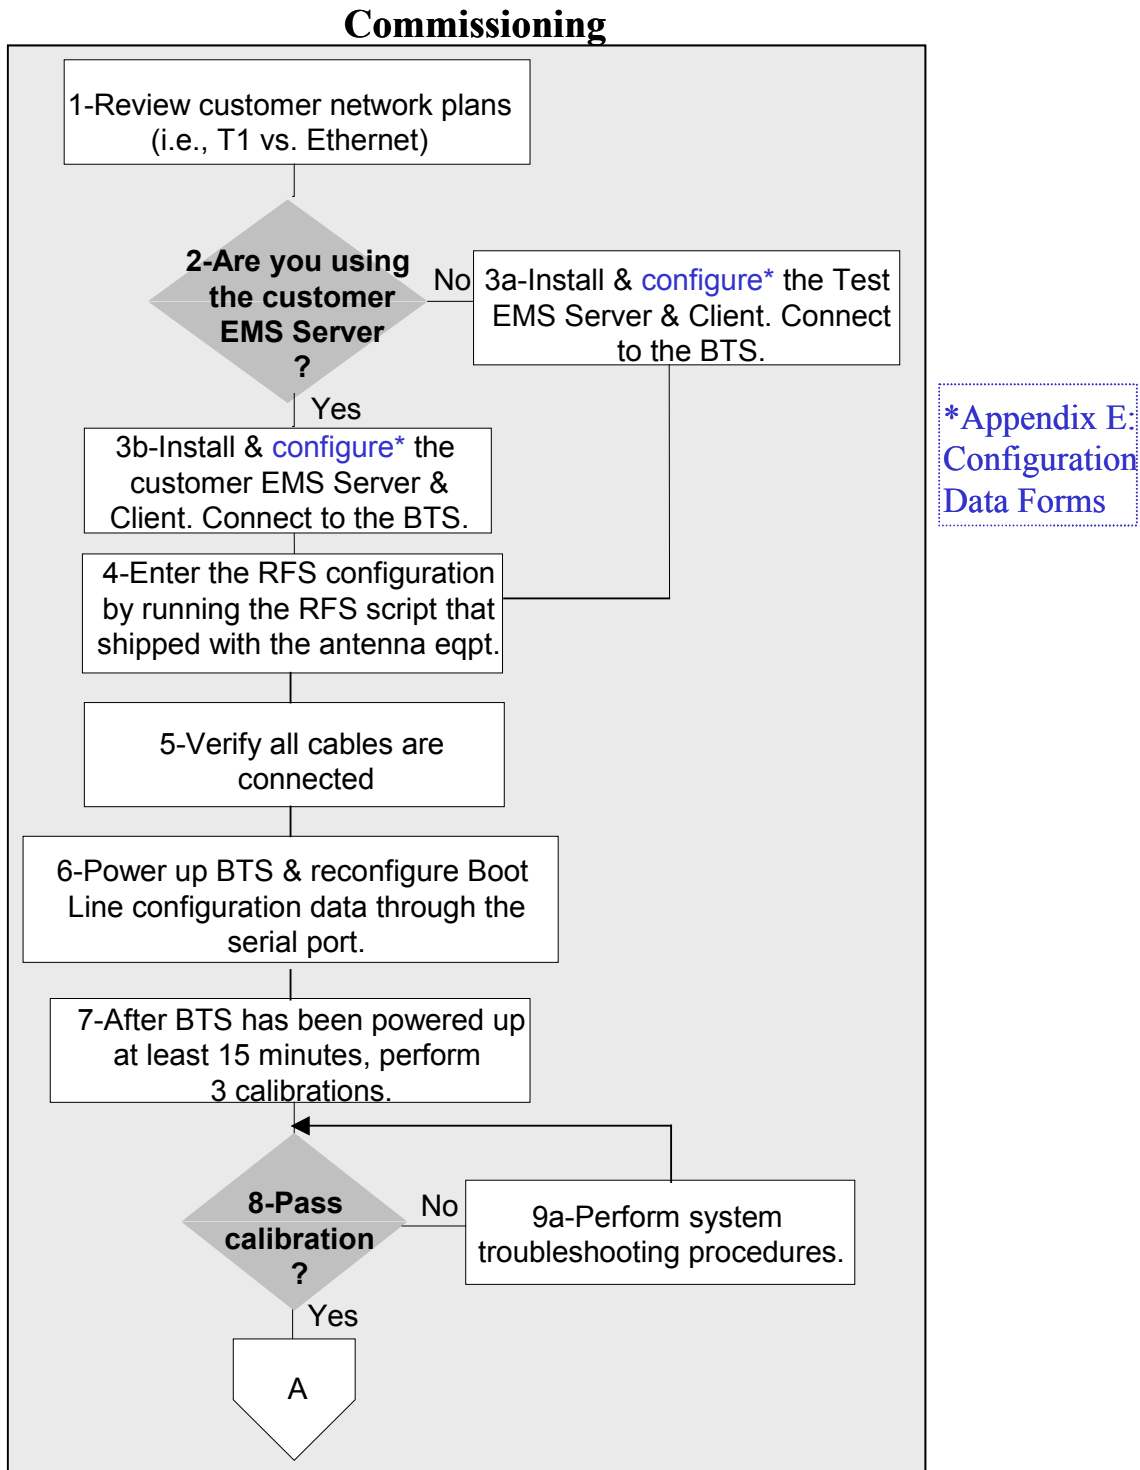 Commissioning
1-Review customer network plans
(i.e., T1 vs. Ethernet)
2-Are you using
the customer
EMS Server
?
No
3a-Install & configure* the Test
EMS Server & Client. Connect
to the BTS.
Yes
3b-Install & configure* the
customer EMS Server &
Client. Connect to the BTS.
*Appendix E:
Configuration
Data Forms
4-Enter the RFS configuration
by running the RFS script that
shipped with the antenna eqpt.
5-Verify all cables are
connected
6-Power up BTS & reconfigure Boot
Line configuration data through the
serial port.
7-After BTS has been powered up
at least 15 minutes, perform
3 calibrations.
8-Pass
calibration
?
No
9a-Perform system
troubleshooting procedures.
Yes
A